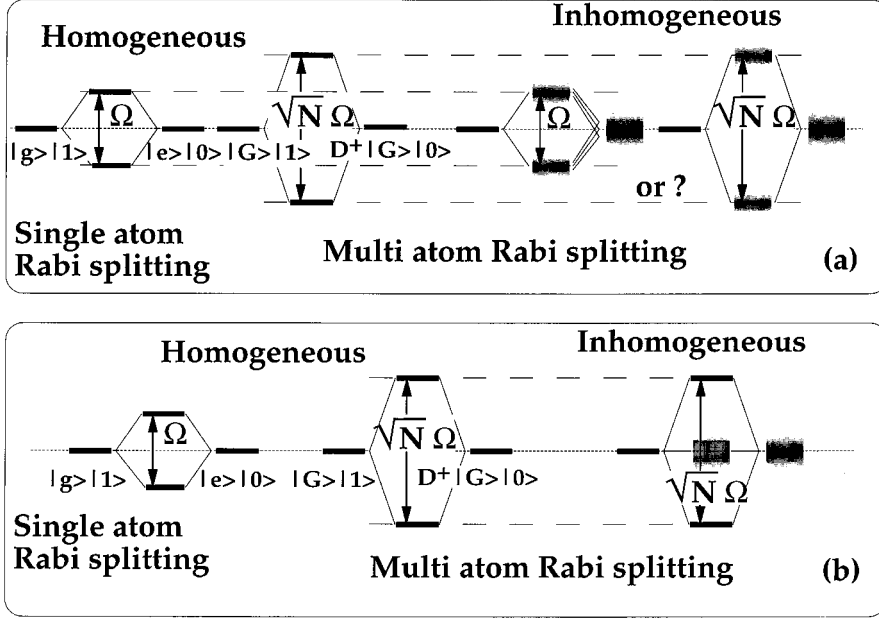 Homogeneous
Inhomogeneous
Ω
√N Ω
Ω
√N Ω
|g>|1> |e>|0> |G>|1> D+|G>|0>
or ?
Single atom
Rabi splitting
Multi atom Rabi splitting
(a)
Homogeneous
Inhomogeneous
Ω
√N Ω
|g>|1> |e>|0> |G>|1> D+|G>|0>
√N Ω
Single atom
Rabi splitting
Multi atom Rabi splitting
(b)